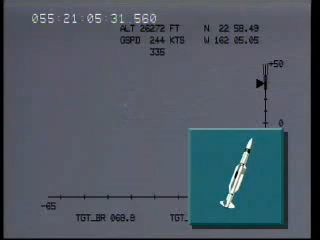 055:21:05:31.560
ALT 26272 FT N 22 58.49
GSPD 244 KTS W 162 05.05
335
+50
0
-65
TGT_BR 068.8 TGT_